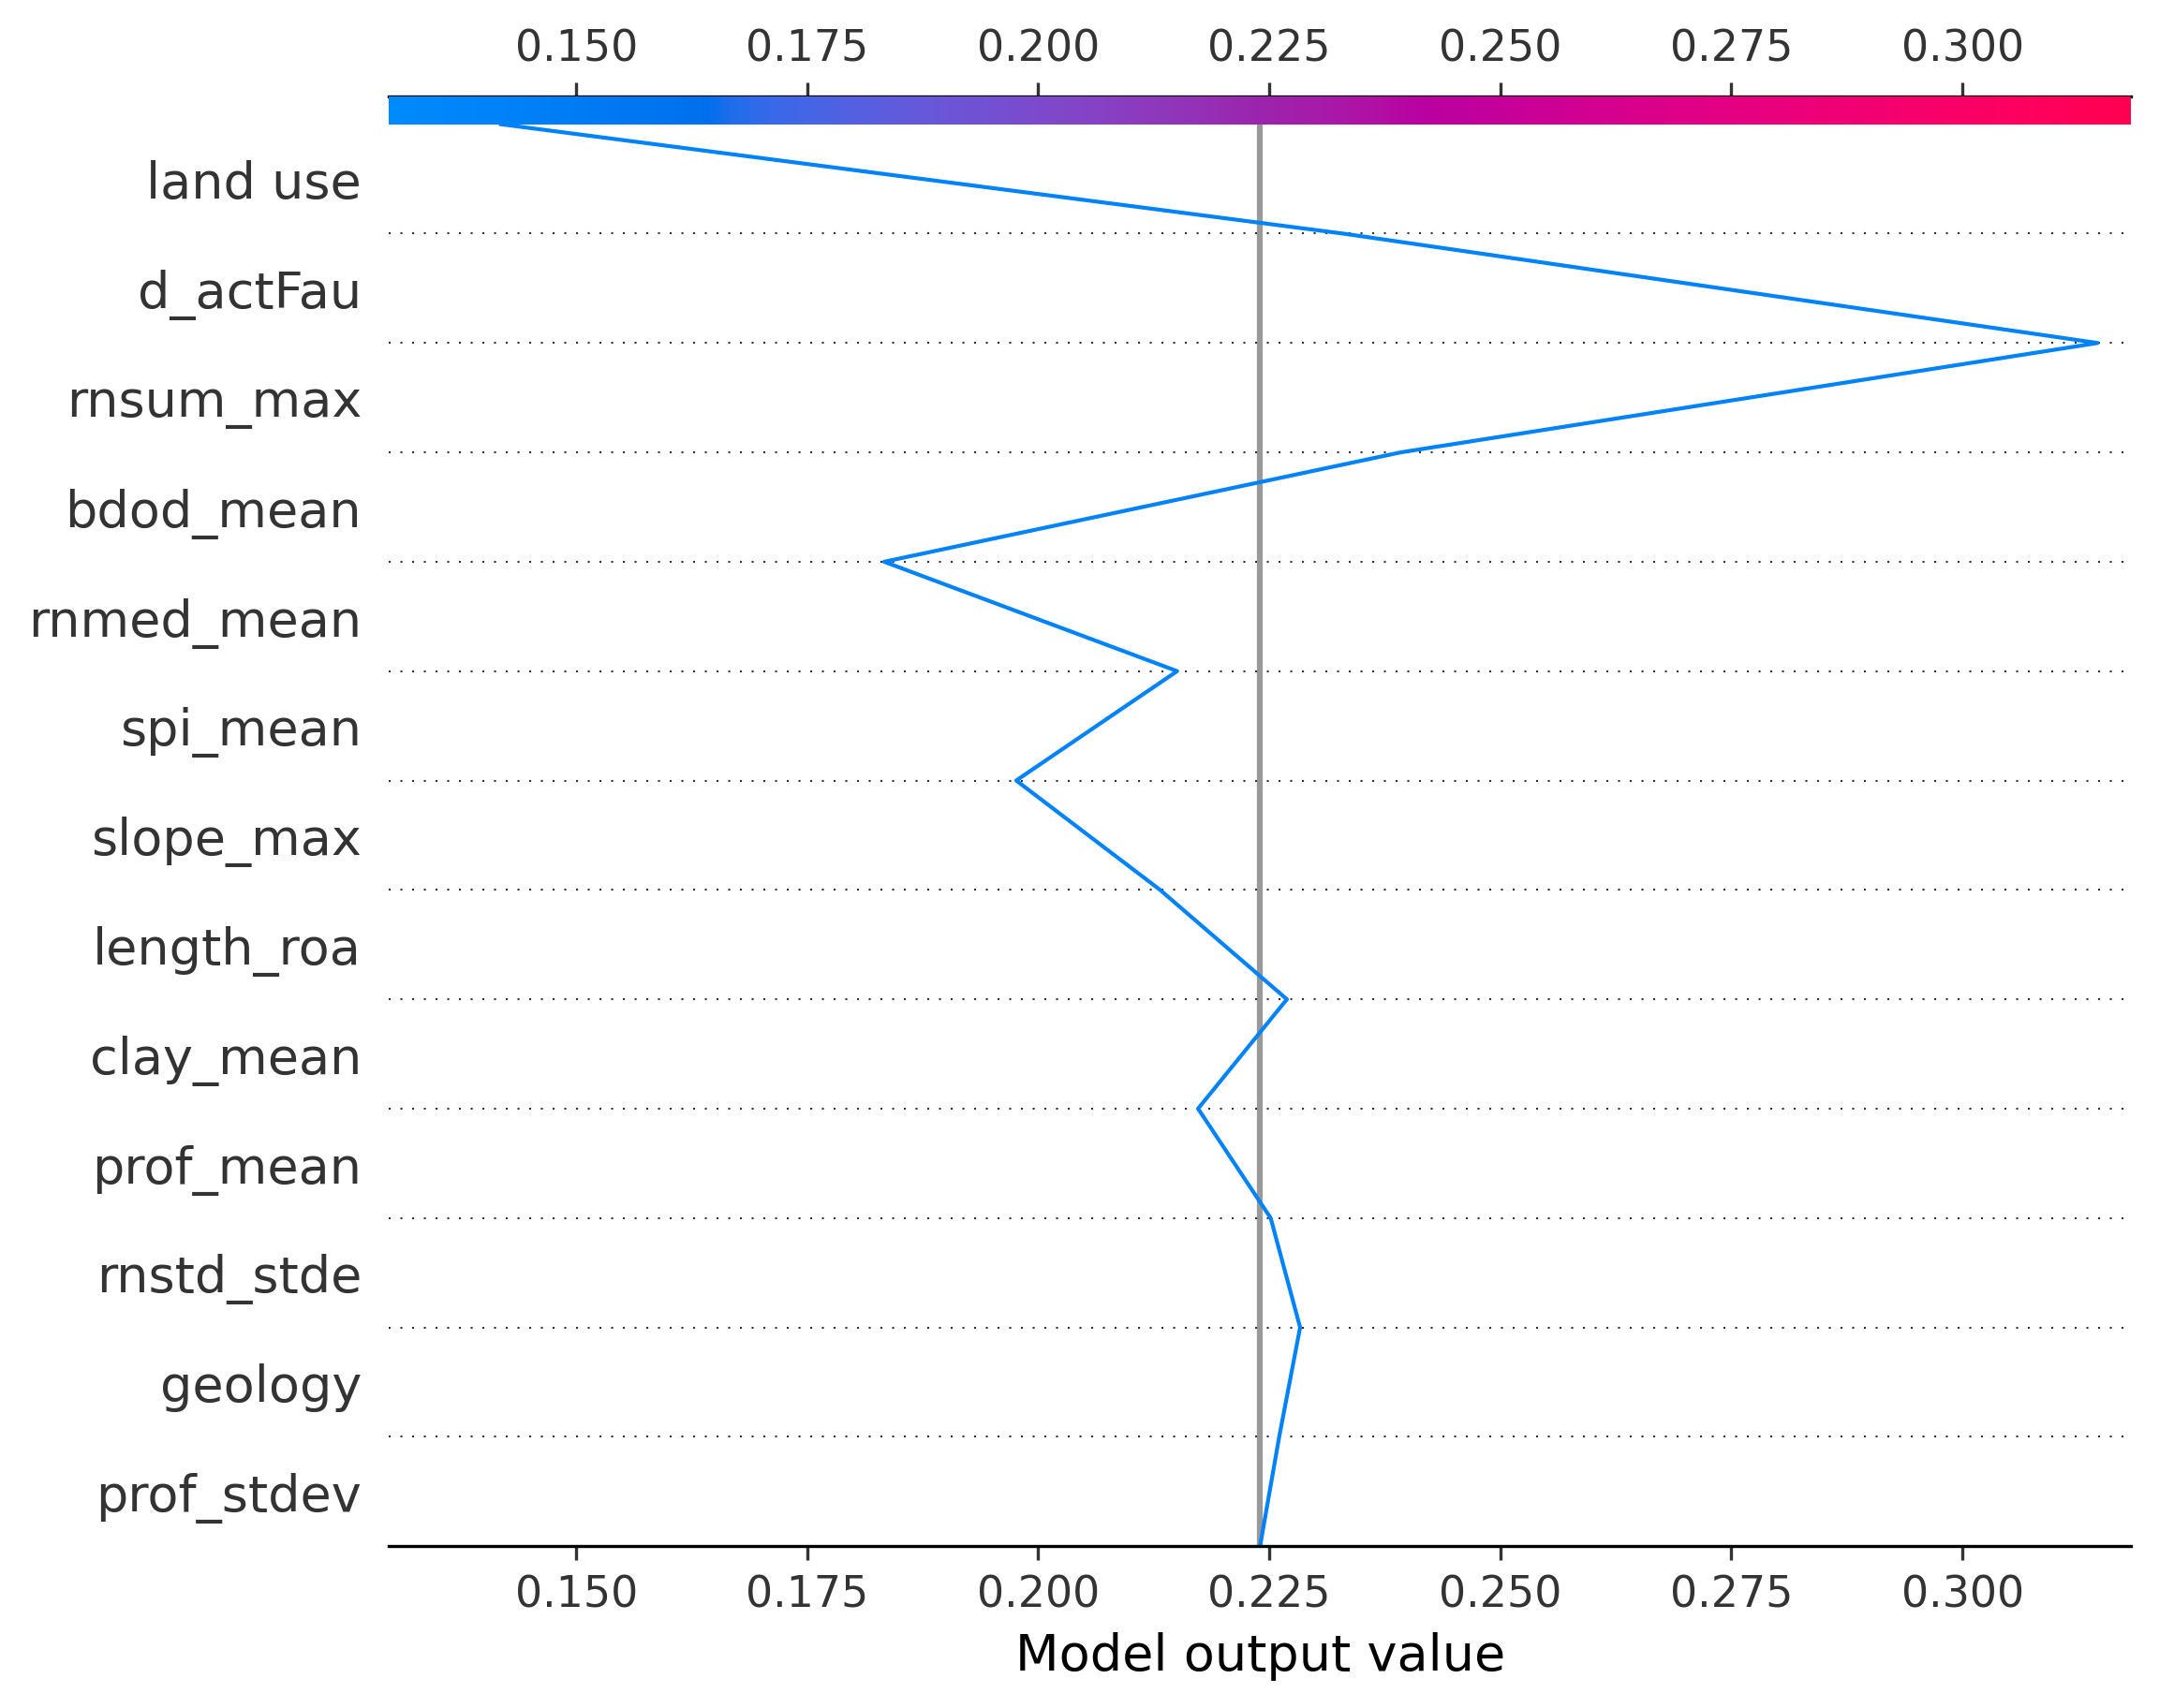 0.150 0.175 0.200 0.225 0.250 0.275 0.300
land use
d_actFau
rnsum_max
bdod_mean
rnmed_mean
spi_mean
slope_max
length_roa
clay_mean
prof_mean
rnstd_stde
geology
prof_stdev
0.150 0.175 0.200 0.225 0.250 0.275 0.300
Model output value